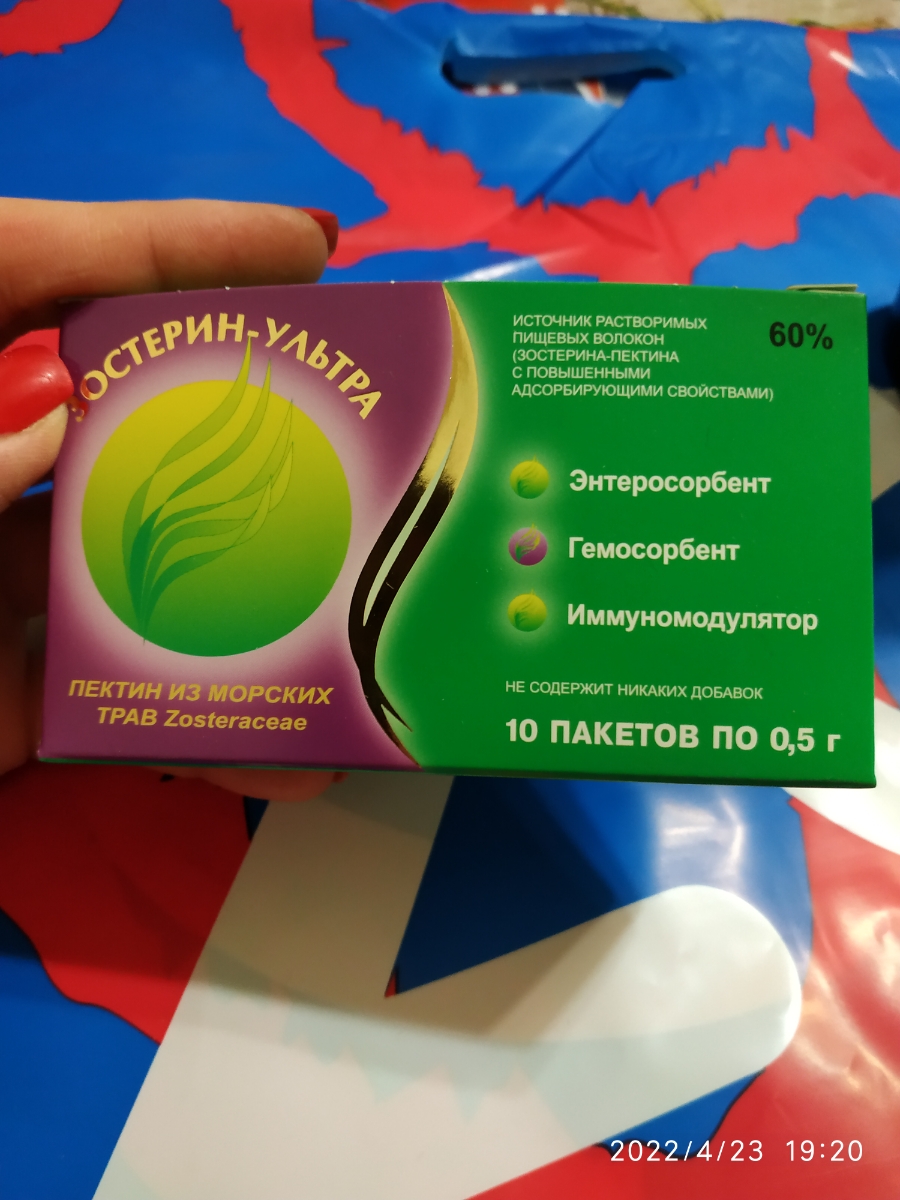 ЗОСТЕРИН-УЛЬТРА
ПЕКТИН ИЗ МОРСКИХ
ТРАВ Zosteraceae
ИСТОЧНИК РАСТВОРИМЫХ
ПИЩЕВЫХ ВОЛОКОН
(ЗОСТЕРИНА-ПЕКТИНА
С ПОВЫШЕННЫМИ
АДСОРБИРУЮЩИМИ СВОЙСТВАМИ)
60%
Энтеросорбент
Гемосорбент
Иммуномодулятор
НЕ СОДЕРЖИТ НИКАКИХ ДОБАВОК
10 ПАКЕТОВ ПО 0,5 г
2022/4/23 19:20